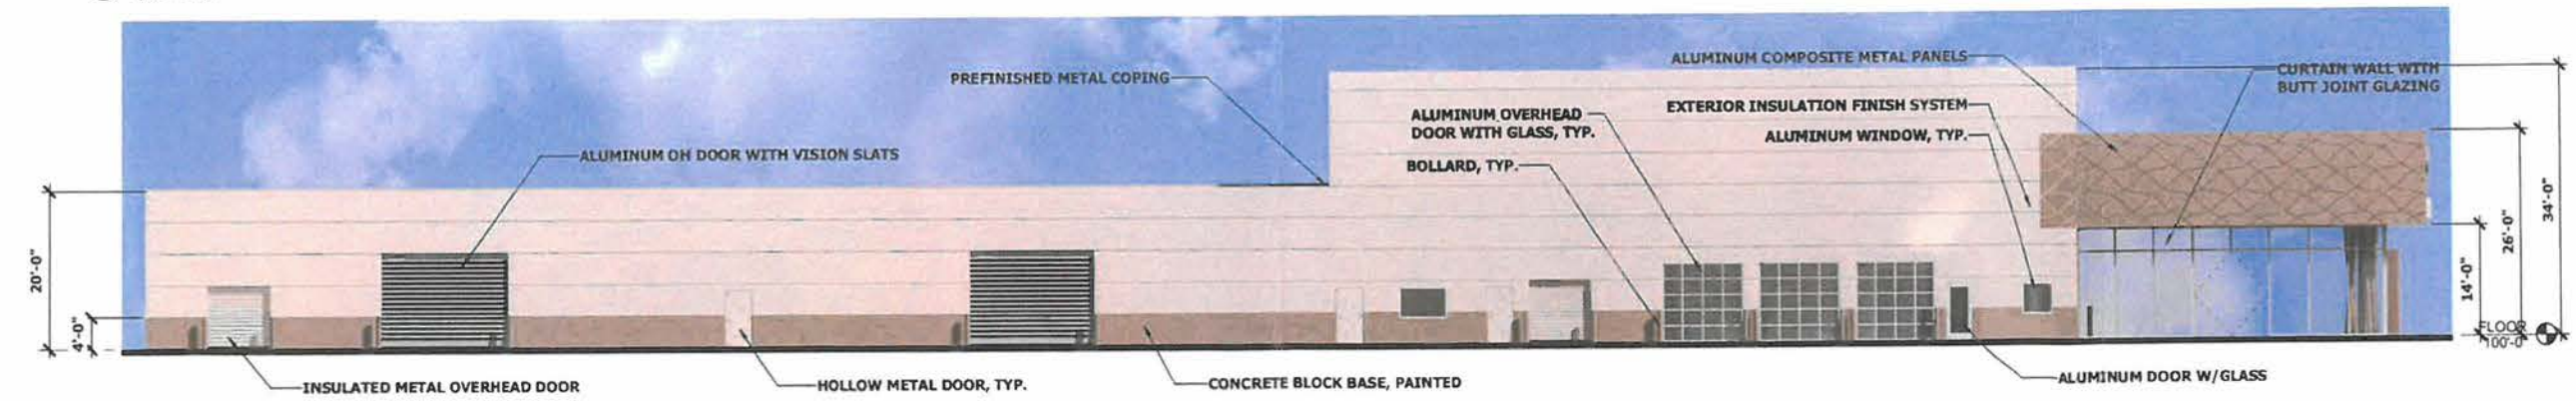 ALUMINUM COMPOSITE METAL PANELS
CURTAIN WALL WITH
BUTT JOINT GLAZING
PREFINISHED METAL COPING
EXTERIOR INSULATION FINISH SYSTEM
ALUMINUM OVERHEAD
DOOR WITH GLASS, TYP.
ALUMINUM WINDOW, TYP.
ALUMINUM OH DOOR WITH VISION SLATS
BOLLARD, TYP.
20'-0"
4'-0"
14'-0"
26'-0"
34'-0"
FLOOR
100'-0
INSULATED METAL OVERHEAD DOOR
HOLLOW METAL DOOR, TYP.
CONCRETE BLOCK BASE, PAINTED
ALUMINUM DOOR W/GLASS